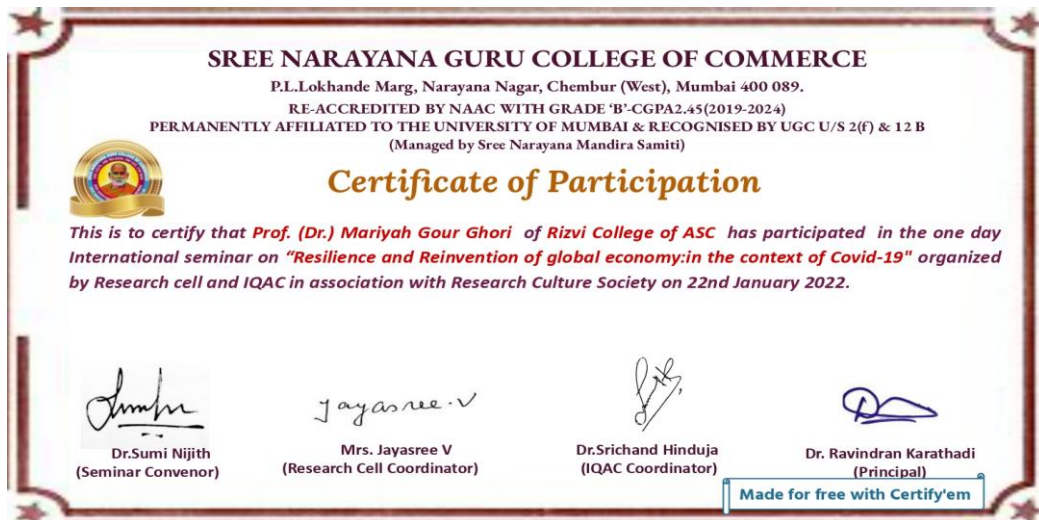 SREE NARAYANA GURU COLLEGE OF COMMERCE
P.L.Lokhande Marg, Narayana Nagar, Chembur (West), Mumbai 400 089.
RE-ACCREDITED BY NAAC WITH GRADE ‘B’-CGPA2.45(2019-2024)
PERMANENTLY AFFILIATED TO THE UNIVERSITY OF MUMBAI & RECOGNISED BY UGC U/S 2(f) & 12 B
(Managed by Sree Narayana Mandira Samiti)
Certificate of Participation
This is to certify that Prof. (Dr.) Mariyah Gour Ghori of Rizvi College of ASC has participated in the one day
International seminar on “Resilience and Reinvention of global economy:in the context of Covid-19" organized
by Research cell and IQAC in association with Research Culture Society on 22nd January 2022.
Jayasree.V
Dr.Sumi Nijith
(Seminar Convenor)
Mrs. Jayasree V
(Research Cell Coordinator)
Dr.Srichand Hinduja
(IQAC Coordinator)
Dr. Ravindran Karathadi
(Principal)
Made for free with Certify'em